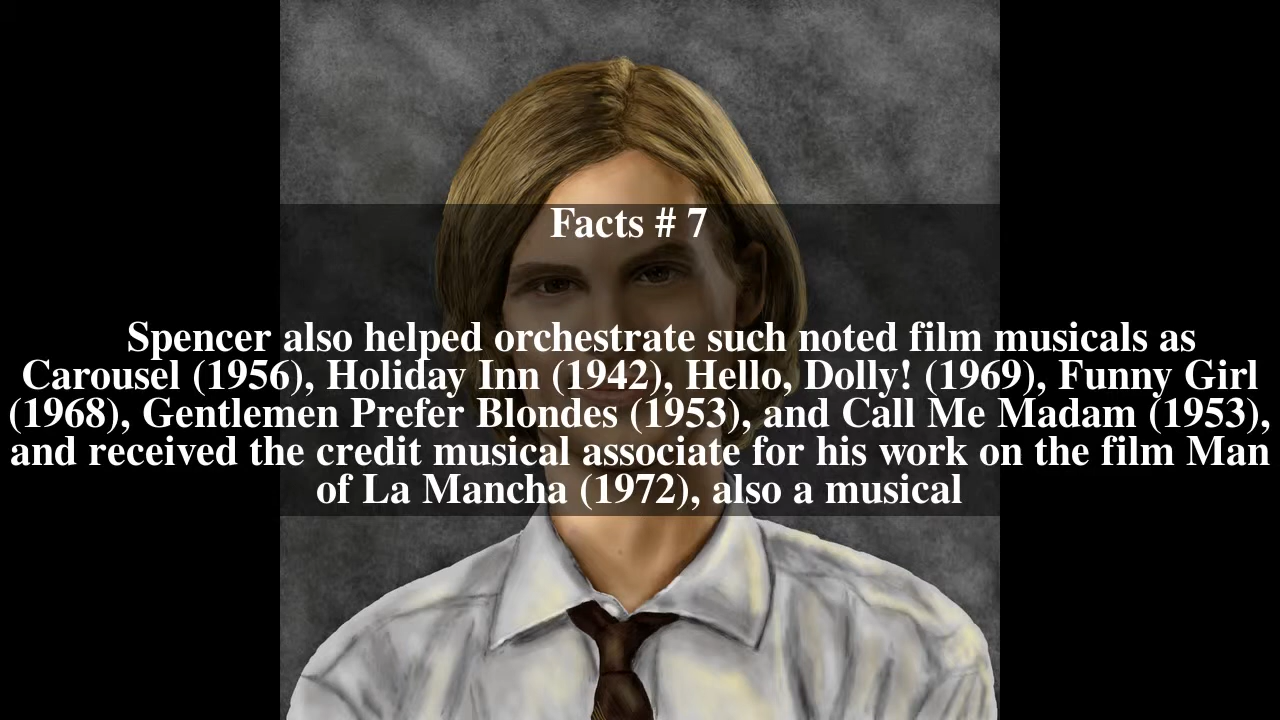 Facts # 7
Spencer also helped orchestrate such noted film musicals as
Carousel (1956), Holiday Inn (1942), Hello, Dolly! (1969), Funny Girl
(1968), Gentlemen Prefer Blondes (1953), and Call Me Madam (1953),
and received the credit musical associate for his work on the film Man
of La Mancha (1972), also a musical